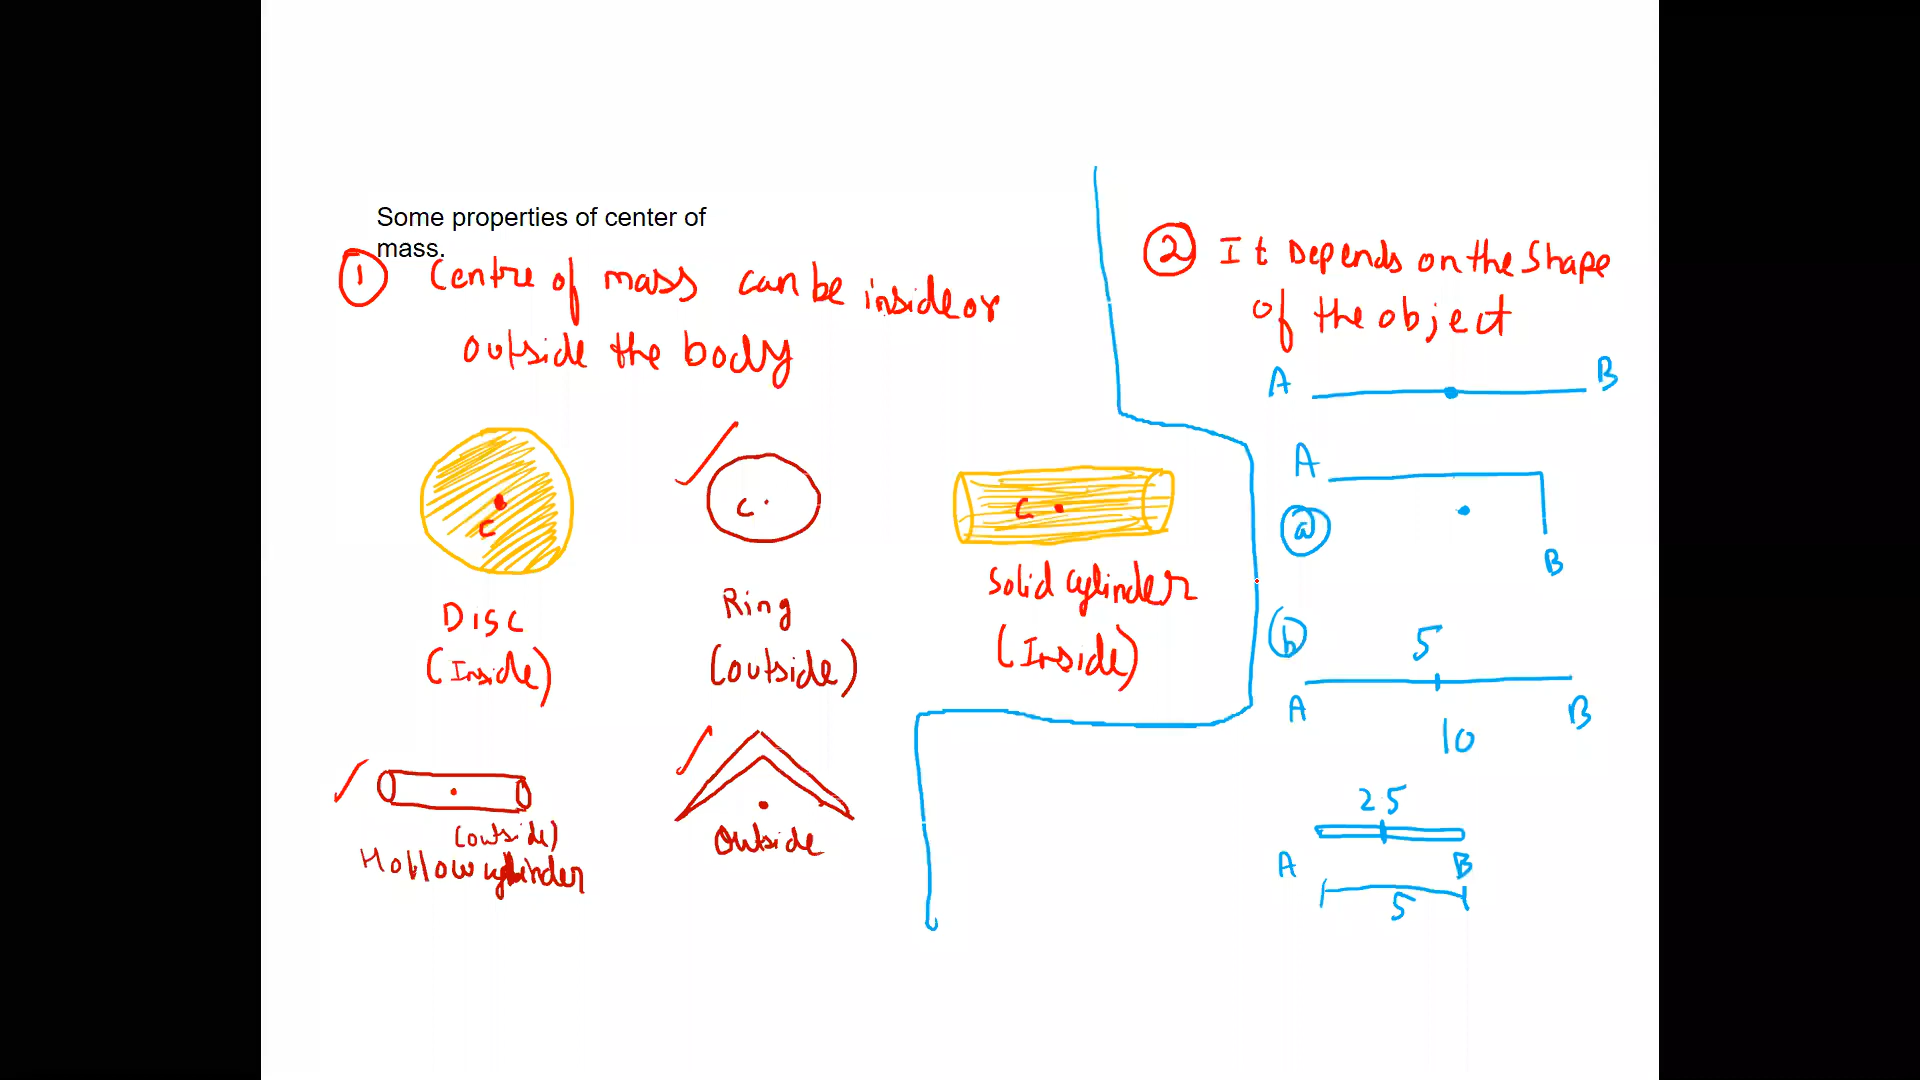 Some properties of center of
mass.
① Centre of mass can be inside or
outside the body
C
DISC
(Inside)
C
Ring
(outside)
C
Solid cylinder
(Inside)
(outside)
Hollow cylinder
Outside
② It Depends on the Shape
of the object
A B
A
ⓐ
B
ⓑ 5
A B
10
2.5
A B
5